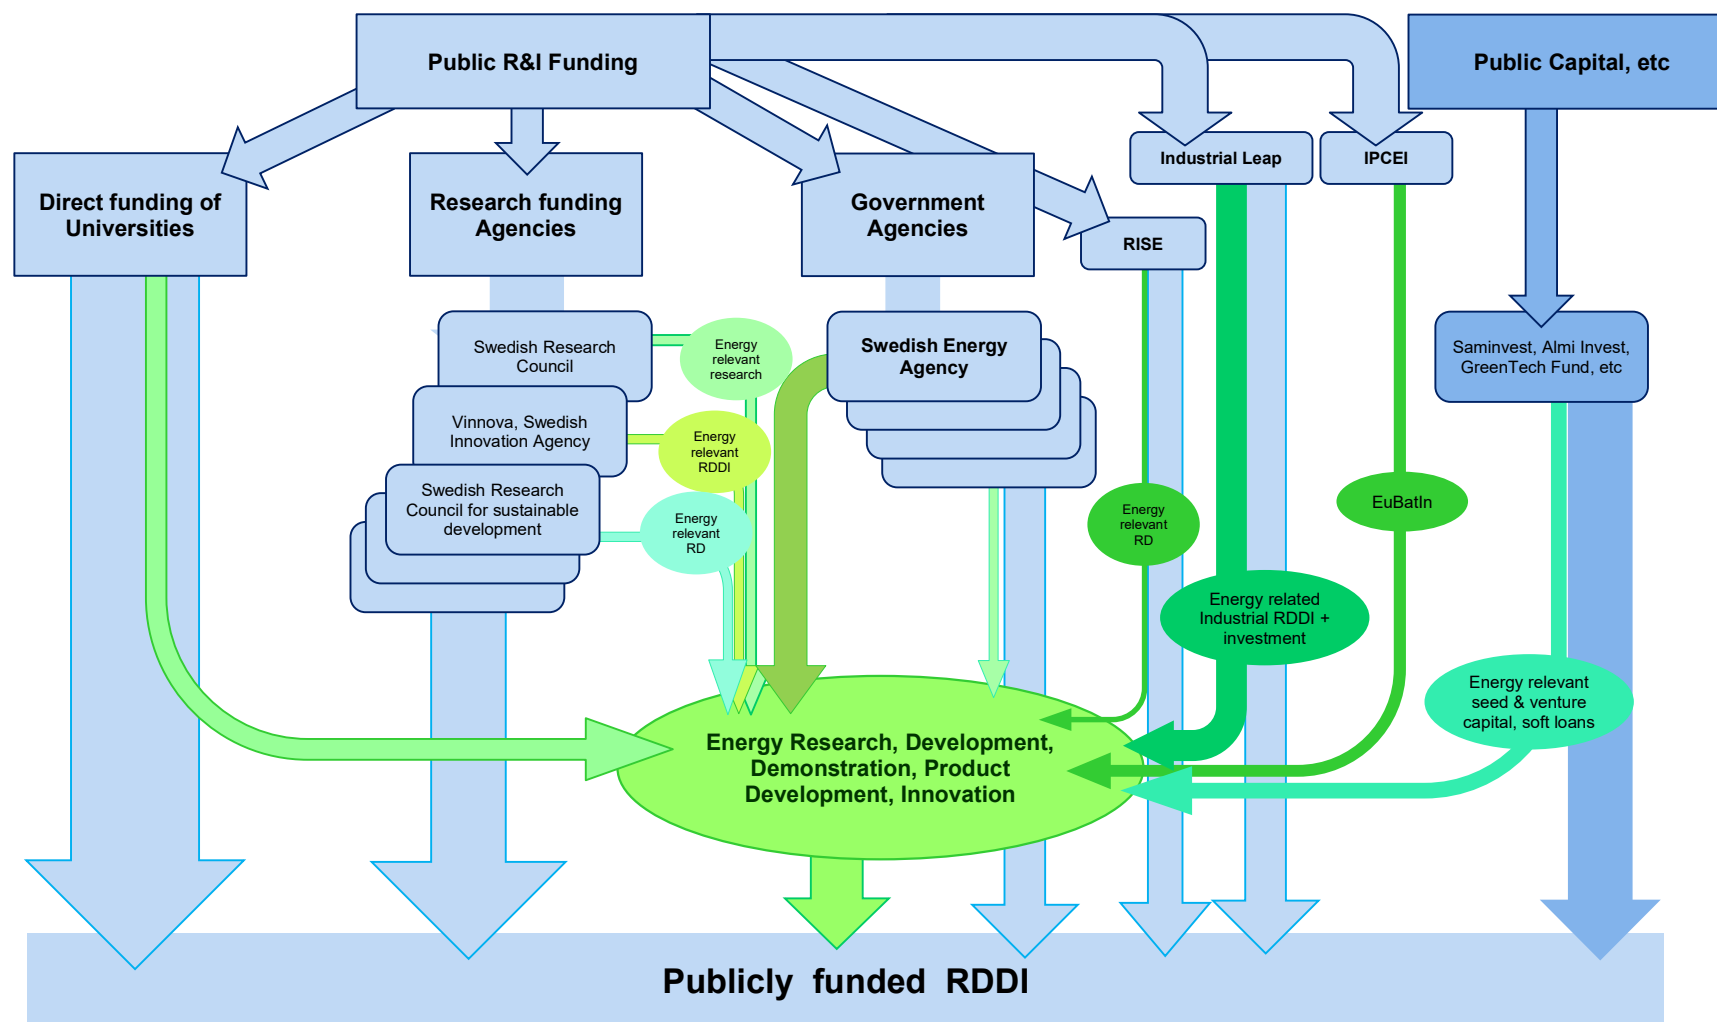 Public R&I Funding
Public Capital, etc
Industrial Leap
IPCEI
Direct funding of
Universities
Research funding
Agencies
Government
Agencies
RISE
Swedish Research
Council
Energy
relevant
research
Swedish Energy
Agency
Saminvest, Almi Invest,
GreenTech Fund, etc
Vinnova, Swedish
Innovation Agency
Energy
relevant
RDDI
Swedish Research
Council for sustainable
development
Energy
relevant
RD
Energy
relevant
RD
EuBatIn
Energy related
Industrial RDDI +
investment
Energy relevant
seed & venture
capital, soft loans
Energy Research, Development,
Demonstration, Product
Development, Innovation
Publicly funded RDDI